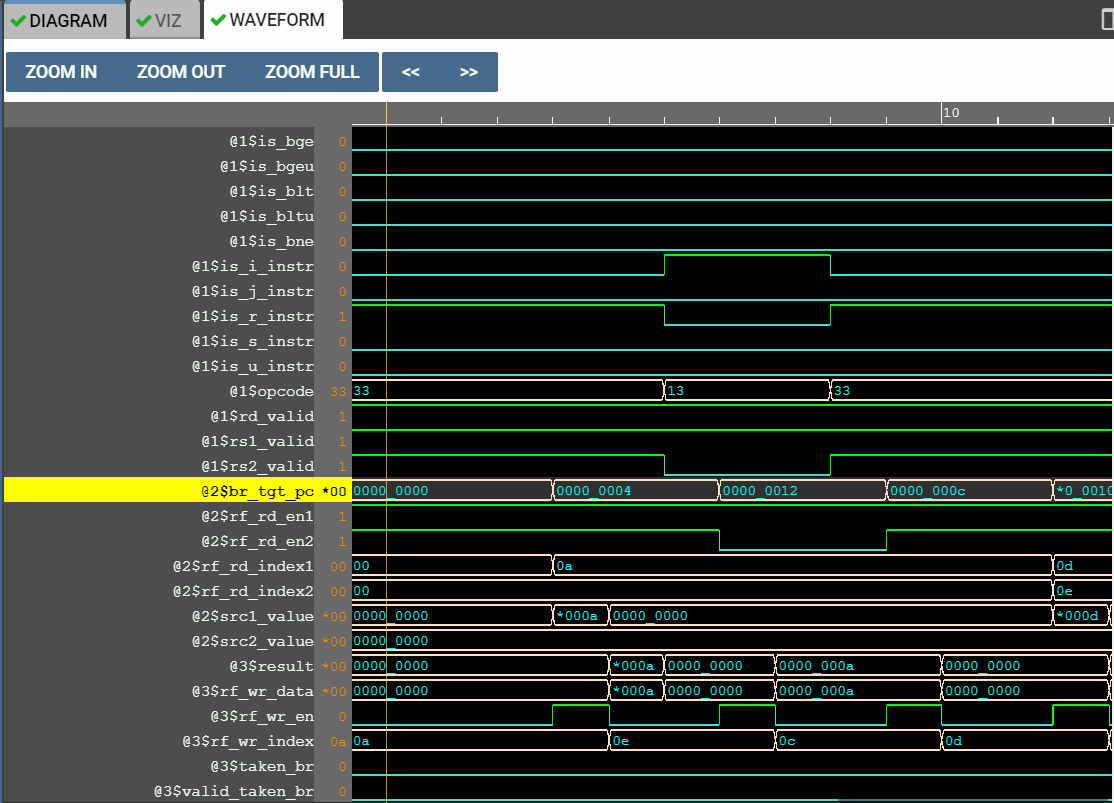 DIAGRAM VIZ WAVEFORM
ZOOM IN ZOOM OUT ZOOM FULL << >>
10
@1$is_bge 0
@1$is_bgeu 0
@1$is_blt 0
@1$is_bltu 0
@1$is_bne 0
@1$is_i_instr 0
@1$is_j_instr 0
@1$is_r_instr 1
@1$is_s_instr 0
@1$is_u_instr 0
@1$opcode 33 33 13 33
@1$rd_valid 1
@1$rs1_valid 1
@1$rs2_valid 1
@2$br_tgt_pc *00 0000_0000 0000_0004 0000_0012 0000_000c *0_0010
@2$rf_rd_en1 1
@2$rf_rd_en2 1
@2$rf_rd_index1 00 00 0a 0d
@2$rf_rd_index2 00 00 0e
@2$src1_value *00 0000_0000 *000a 0000_0000 *000d
@2$src2_value *00 0000_0000
@3$result *00 0000_0000 *000a 0000_0000 0000_000a 0000_0000
@3$rf_wr_data *00 0000_0000 *000a 0000_0000 0000_000a 0000_0000
@3$rf_wr_en 0
@3$rf_wr_index 0a 0a 0e 0c 0d
@3$taken_br 0
@3$valid_taken_br 0